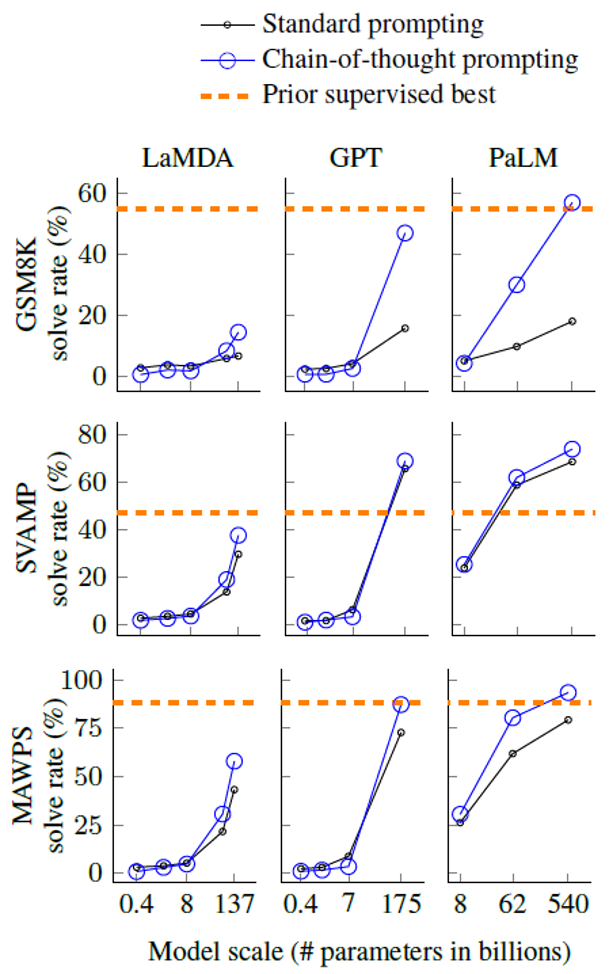 Standard prompting
Chain-of-thought prompting
Prior supervised best
LaMDA
GPT
PaLM
GSM8K
solve rate (%)
60
40
20
0
SVAMP
solve rate (%)
80
60
40
20
0
MAWPS
solve rate (%)
100
75
50
25
0
0.4 8 137
0.4 7 175
8 62 540
Model scale (# parameters in billions)